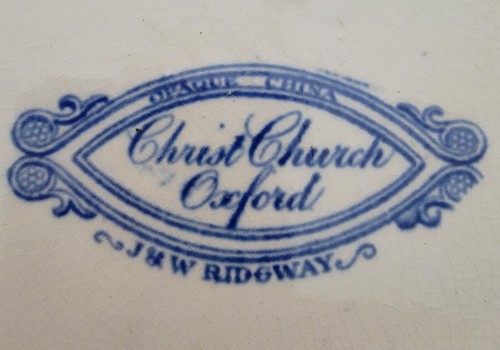 OPAQUE CHINA
Christ Church
Oxford
J & W RIDGWAY